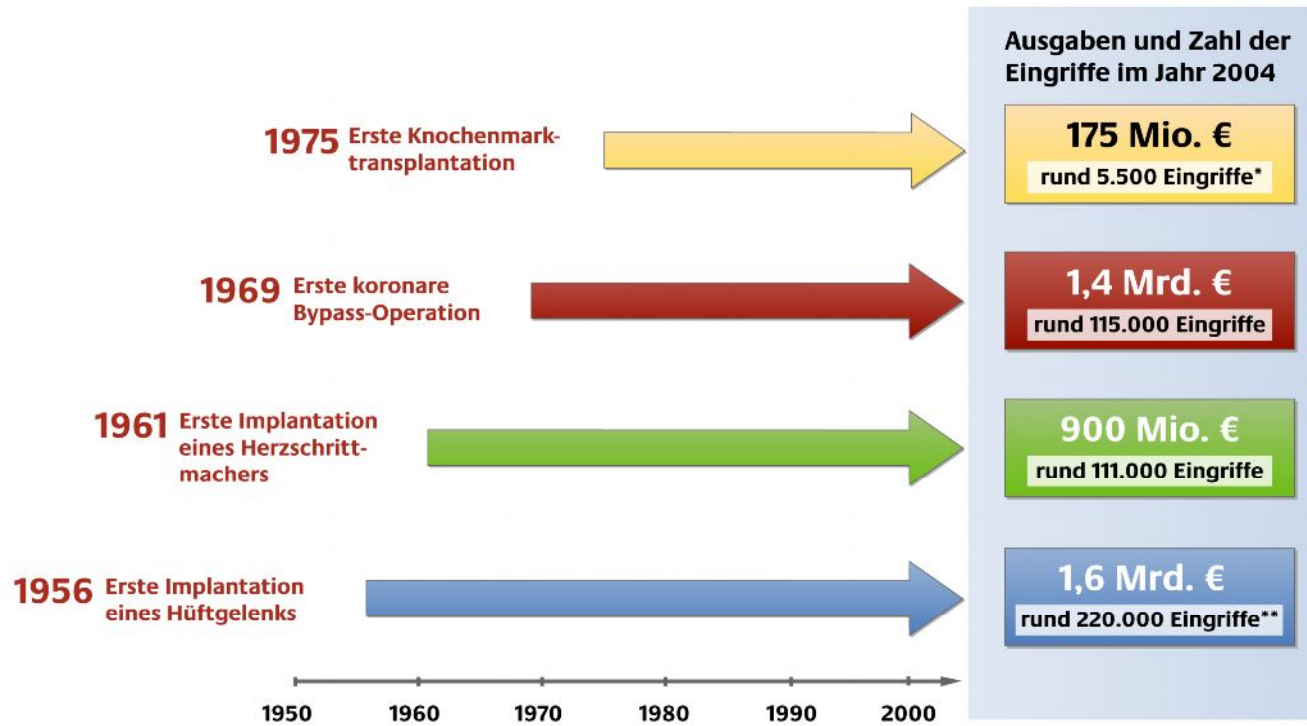 Ausgaben und Zahl der
Eingriffe im Jahr 2004
1975 Erste Knochenmark-
transplantation
175 Mio. €
rund 5.500 Eingriffe*
1969 Erste koronare
Bypass-Operation
1,4 Mrd. €
rund 115.000 Eingriffe
1961 Erste Implantation
eines Herzschritt-
machers
900 Mio. €
rund 111.000 Eingriffe
1956 Erste Implantation
eines Hüftgelenks
1,6 Mrd. €
rund 220.000 Eingriffe**
1950 1960 1970 1980 1990 2000